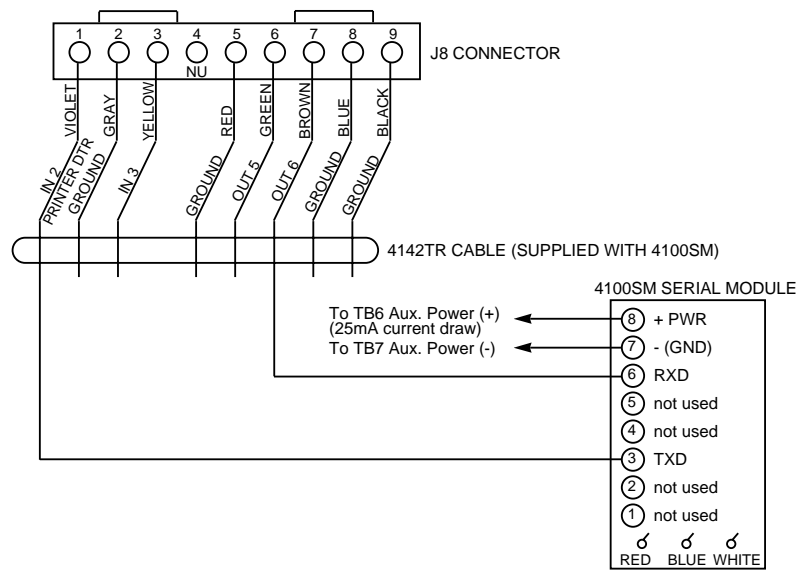 1 2 3 4 5 6 7 8 9
NU
J8 CONNECTOR
VIOLET
GRAY
YELLOW
RED
GREEN
BROWN
BLUE
BLACK
IN 2
PRINTER DTR
GROUND
IN 3
GROUND
OUT 5
OUT 6
GROUND
GROUND
4142TR CABLE (SUPPLIED WITH 4100SM)
4100SM SERIAL MODULE
To TB6 Aux. Power (+)
(25mA current draw)
To TB7 Aux. Power (-)
8 + PWR
7 - (GND)
6 RXD
5 not used
4 not used
3 TXD
2 not used
1 not used
RED BLUE WHITE